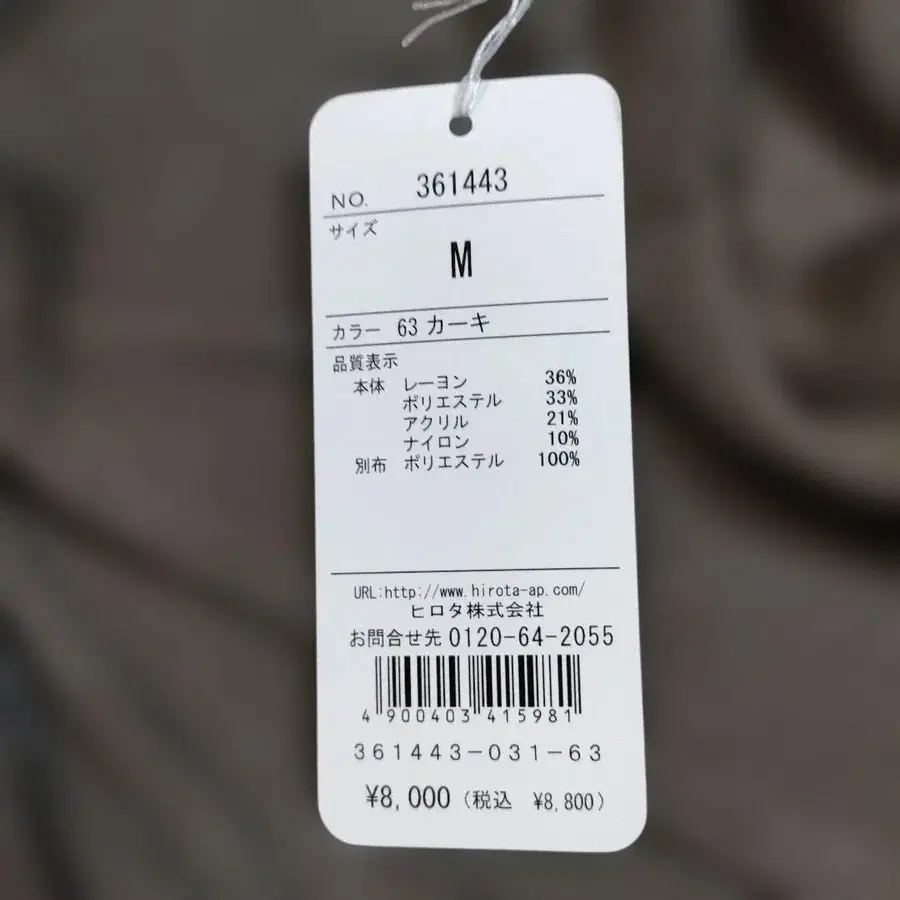 NO. 361443
サイズ
M
カラー 63 カーキ
品質表示
本体 レーヨン 36%
ポリエステル 33%
アクリル 21%
ナイロン 10%
別布 ポリエステル 100%
URL:http://www.hirota-ap.com/
ヒロタ株式会社
お問合せ先 0120-64-2055
4 900403 415981
361443-031-63
¥8,000 (税込 ¥8,800)